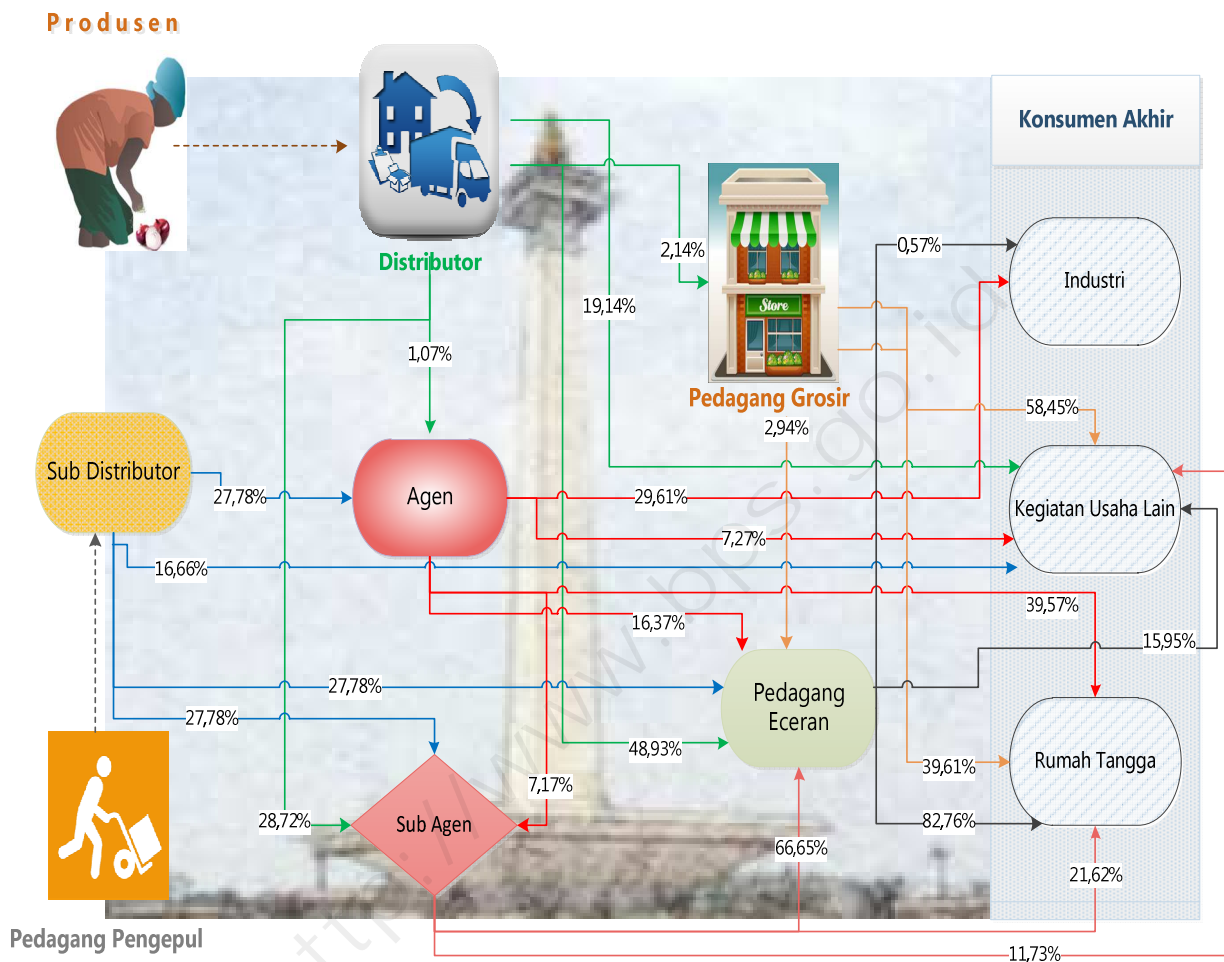 Produsen
Konsumen Akhir
Distributor
0,57%
2,14%
Industri
19,14%
Store
1,07%
Pedagang Grosir
58,45%
2,94%
Sub Distributor
27,78%
Agen
29,61%
Kegiatan Usaha Lain
7,27%
16,66%
39,57%
16,37%
15,95%
27,78%
Pedagang
Eceran
27,78%
48,93%
39,61%
Rumah Tangga
7,17%
28,72%
Sub Agen
82,76%
66,65%
21,62%
Pedagang Pengepul
11,73%
http://www.bps.go.id